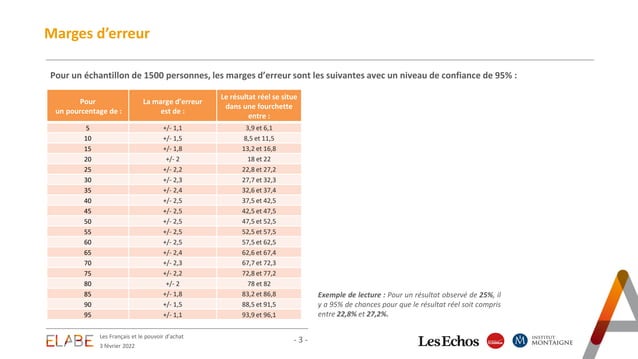 Marges d’erreur
Pour un échantillon de 1500 personnes, les marges d’erreur sont les suivantes avec un niveau de confiance de 95% :
Pour
un pourcentage de :
La marge d’erreur
est de :
Le résultat réel se situe
dans une fourchette
entre :
5 +/- 1,1 3,9 et 6,1
10 +/- 1,5 8,5 et 11,5
15 +/- 1,8 13,2 et 16,8
20 +/- 2 18 et 22
25 +/- 2,2 22,8 et 27,2
30 +/- 2,3 27,7 et 32,3
35 +/- 2,4 32,6 et 37,4
40 +/- 2,5 37,5 et 42,5
45 +/- 2,5 42,5 et 47,5
50 +/- 2,5 47,5 et 52,5
55 +/- 2,5 52,5 et 57,5
60 +/- 2,5 57,5 et 62,5
65 +/- 2,4 62,6 et 67,4
70 +/- 2,3 67,7 et 72,3
75 +/- 2,2 72,8 et 77,2
80 +/- 2 78 et 82
85 +/- 1,8 83,2 et 86,8
90 +/- 1,5 88,5 et 91,5
95 +/- 1,1 93,9 et 96,1
Exemple de lecture : Pour un résultat observé de 25%, il
y a 95% de chances pour que le résultat réel soit compris
entre 22,8% et 27,2%.
ELABE
Les Français et le pouvoir d’achat
3 février 2022
- 3 -
Les Echos
INSTITUT
MONTAIGNE